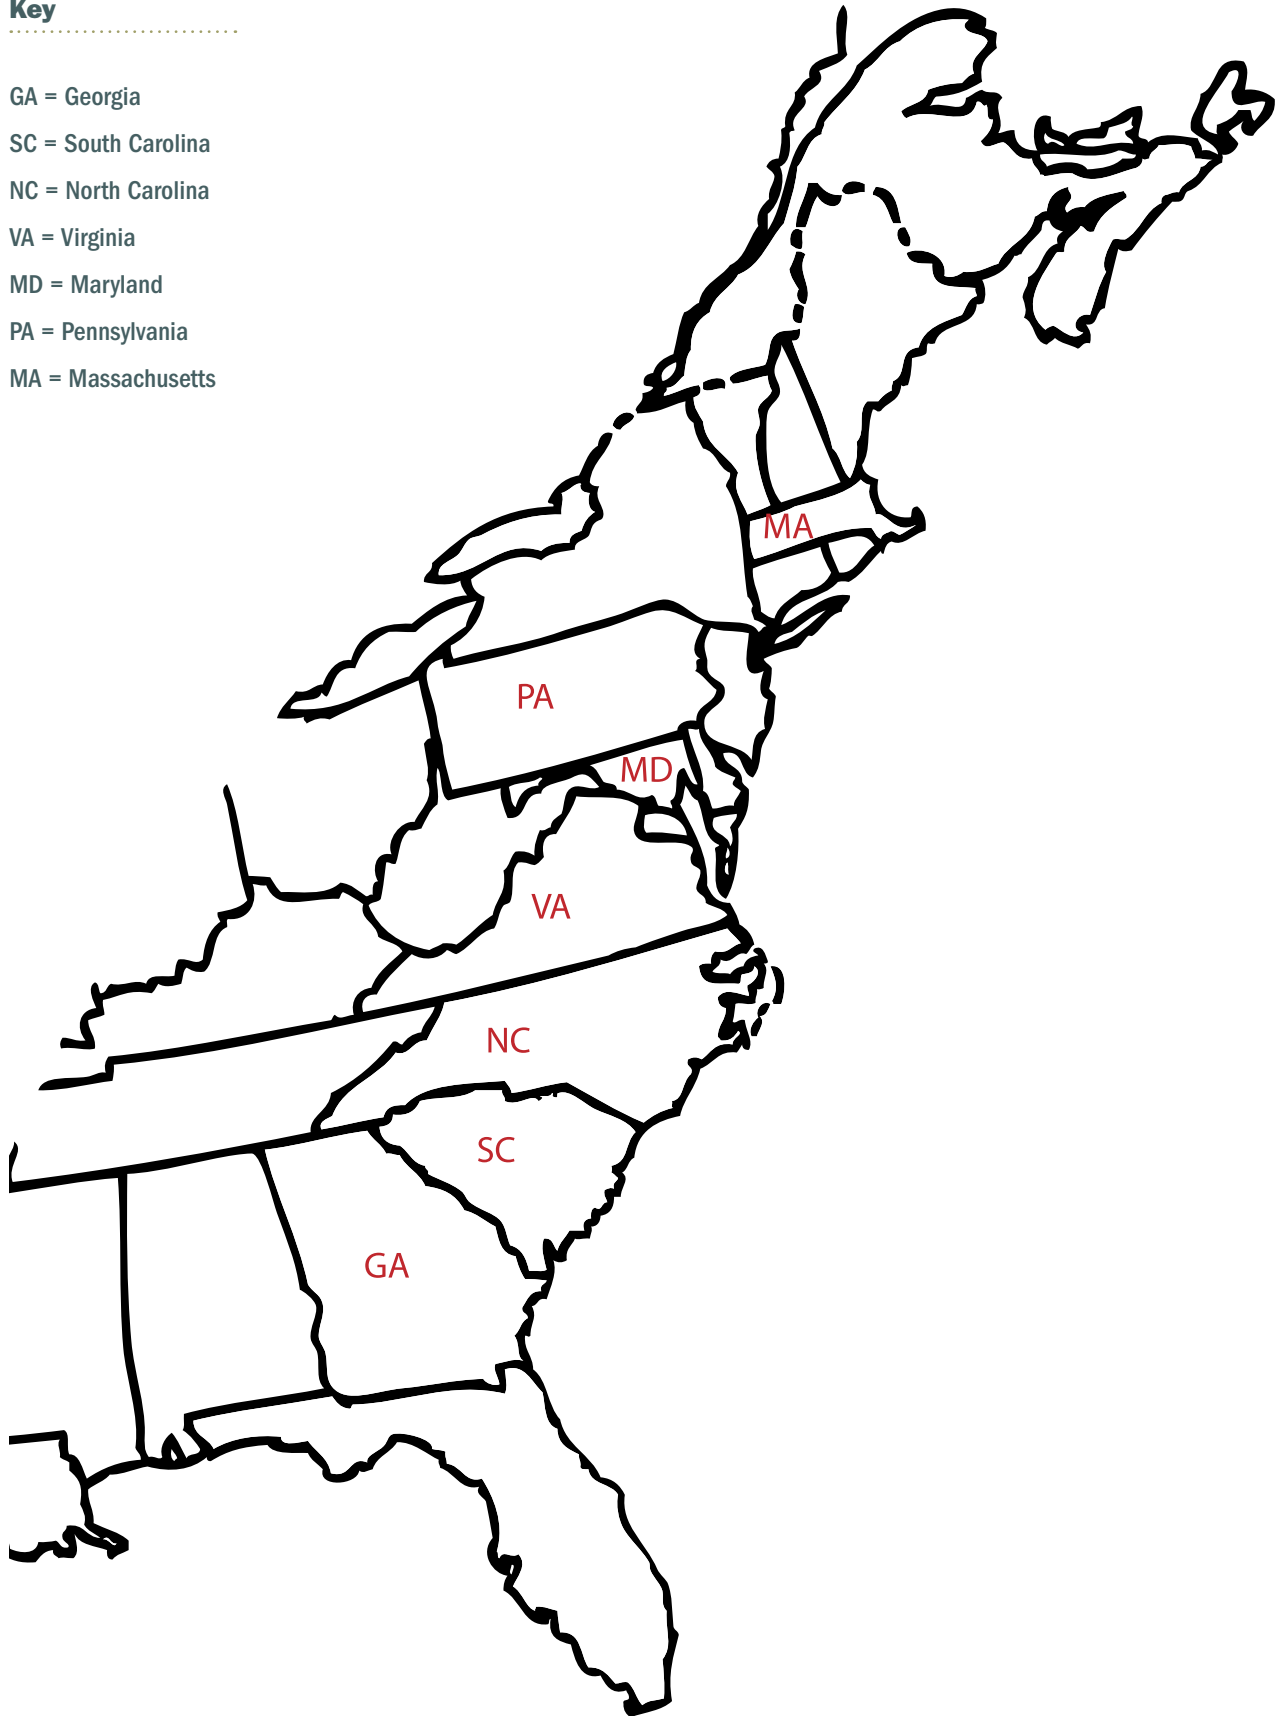 Key
GA = Georgia
SC = South Carolina
NC = North Carolina
VA = Virginia
MD = Maryland
PA = Pennsylvania
MA = Massachusetts
MA
PA
MD
VA
NC
SC
GA